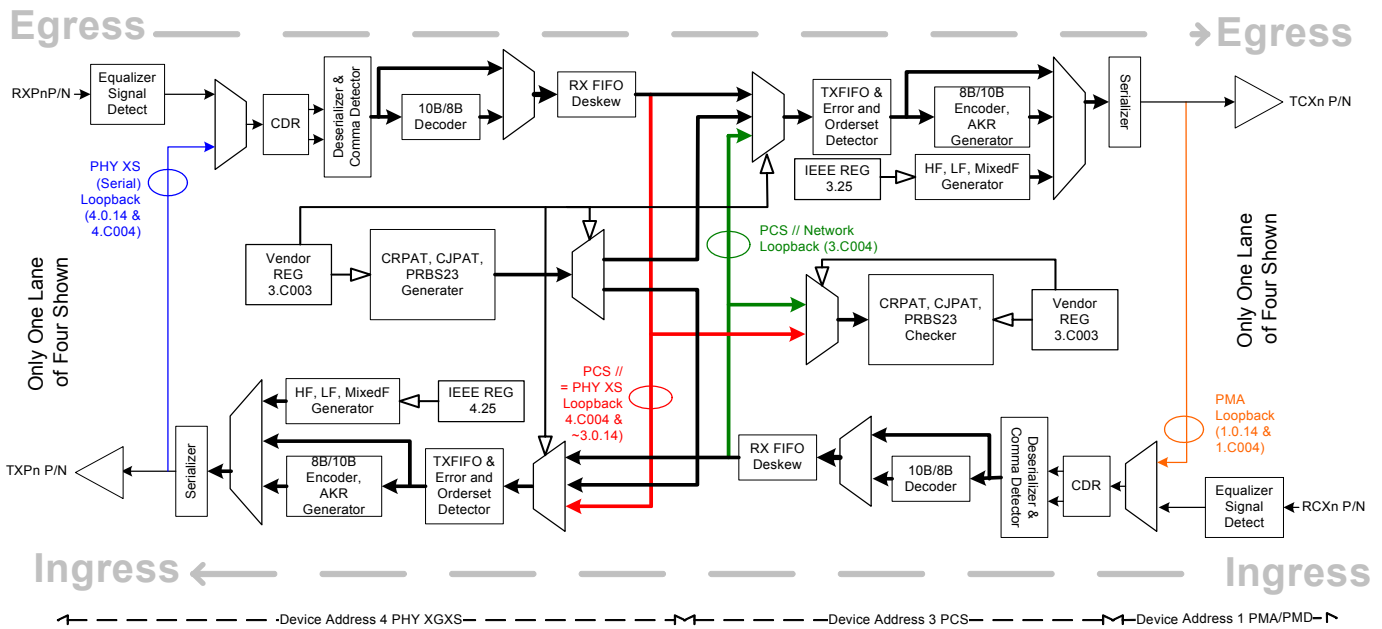 Egress
Egress
RXPnP/N
Equalizer
Signal
Detect
CDR
Deserializer &
Comma Detector
10B/8B
Decoder
RX FIFO
Deskew
TXFIFO &
Error and
Orderset
Detector
8B/10B
Encoder,
AKR
Generator
Serializer
TCXn P/N
IEEE REG
3.25
HF, LF, MixedF
Generator
PHY XS
(Serial)
Loopback
(4.0.14 &
4.C004)
Vendor
REG
3.C003
CRPAT, CJPAT,
PRBS23
Generater
PCS // Network
Loopback (3.C004)
CRPAT, CJPAT,
PRBS23
Checker
Vendor
REG
3.C003
Only One Lane
of Four Shown
Only One Lane
of Four Shown
PCS //
= PHY XS
Loopback
4.C004 &
~3.0.14)
PMA
Loopback
(1.0.14 &
1.C004)
HF, LF, MixedF
Generator
IEEE REG
4.25
TXPn P/N
Serializer
8B/10B
Encoder,
AKR
Generator
TXFIFO &
Error and
Orderset
Detector
RX FIFO
Deskew
10B/8B
Decoder
Deserializer &
Comma Detector
CDR
Equalizer
Signal
Detect
RCXn P/N
Ingress
Ingress
Device Address 4 PHY XGXS
Device Address 3 PCS
Device Address 1 PMA/PMD